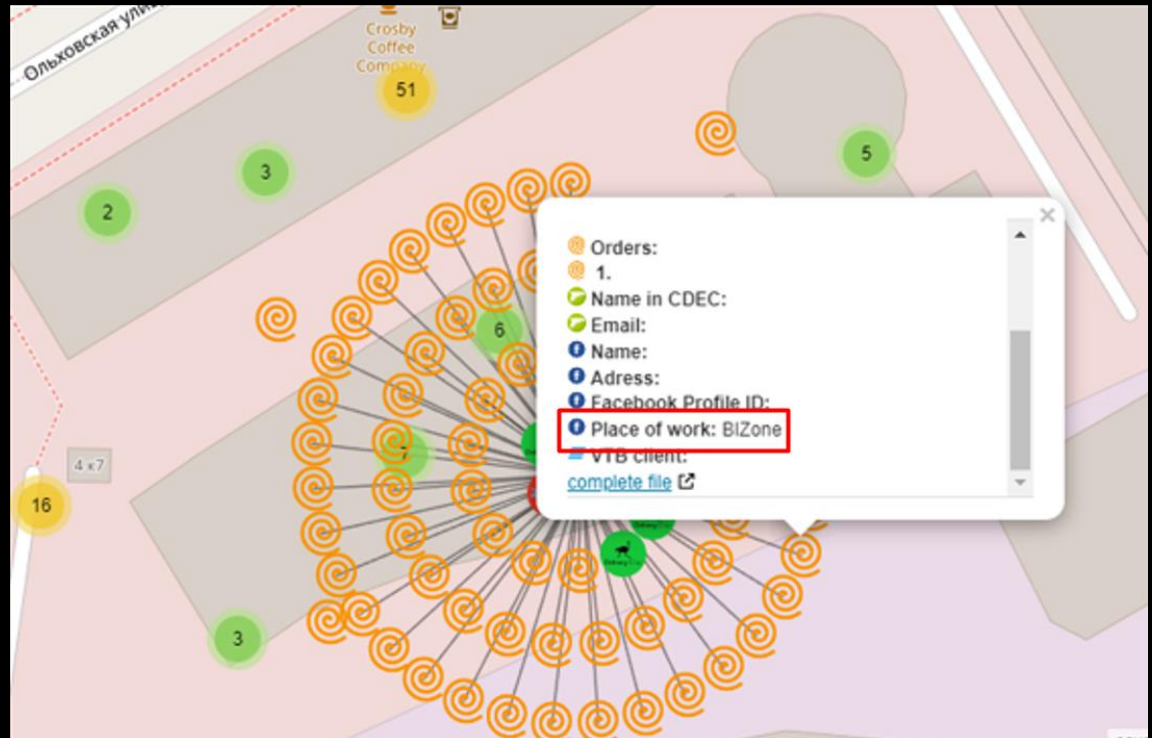 Ольховская
Crosby
Coffee
Company
51
3
2
5
6
4 к7
16
7
3
Orders:
1.
Name in CDEC:
Email:
Name:
Adress:
Facebook Profile ID:
Place of work: BIZone
VTB client:
complete file